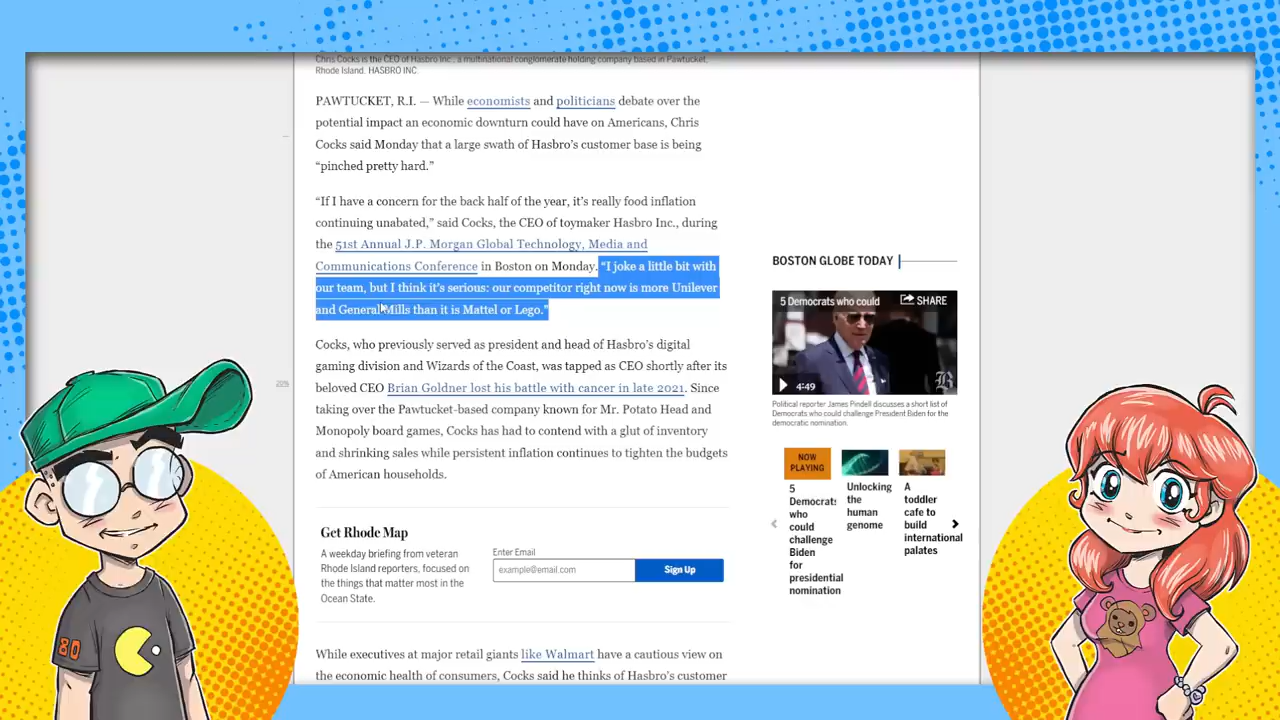 Chris Cocks is the CEO of Hasbro Inc., a multinational conglomerate holding company based in Pawtucket,
Rhode Island. HASBRO INC
PAWTUCKET, R.I. — While economists and politicians debate over the
potential impact an economic downturn could have on Americans, Chris
Cocks said Monday that a large swath of Hasbro's customer base is being
“pinched pretty hard.”
“If I have a concern for the back half of the year, it's really food inflation
continuing unabated,” said Cocks, the CEO of toymaker Hasbro Inc., during
the 51st Annual J.P. Morgan Global Technology, Media and
Communications Conference in Boston on Monday. “I joke a little bit with
our team, but I think it's serious: our competitor right now is more Unilever
and General Mills than it is Mattel or Lego.”
Cocks, who previously served as president and head of Hasbro's digital
gaming division and Wizards of the Coast, was tapped as CEO shortly after its
beloved CEO Brian Goldner lost his battle with cancer in late 2021. Since
taking over the Pawtucket-based company known for Mr. Potato Head and
Monopoly board games, Cocks has had to contend with a glut of inventory
and shrinking sales while persistent inflation continues to tighten the budgets
of American households.
Get Rhode Map
A weekday briefing from veteran
Rhode Island reporters, focused on
the things that matter most in the
Ocean State.
Enter Email
example@email.com
Sign Up
While executives at major retail giants like Walmart have a cautious view on
the economic health of consumers, Cocks said he thinks of Hasbro's customer
BOSTON GLOBE TODAY
5 Democrats who could
SHARE
4:49
B
Political reporter James Pindell discusses a short list of
Democrats who could challenge President Biden for the
democratic nomination.
NOW
PLAYING
5
Democrats
who
could
challenge
Biden
for
presidential
nomination
Unlocking
the
human
genome
A
toddler
cafe to
build
international
palates
20%
80